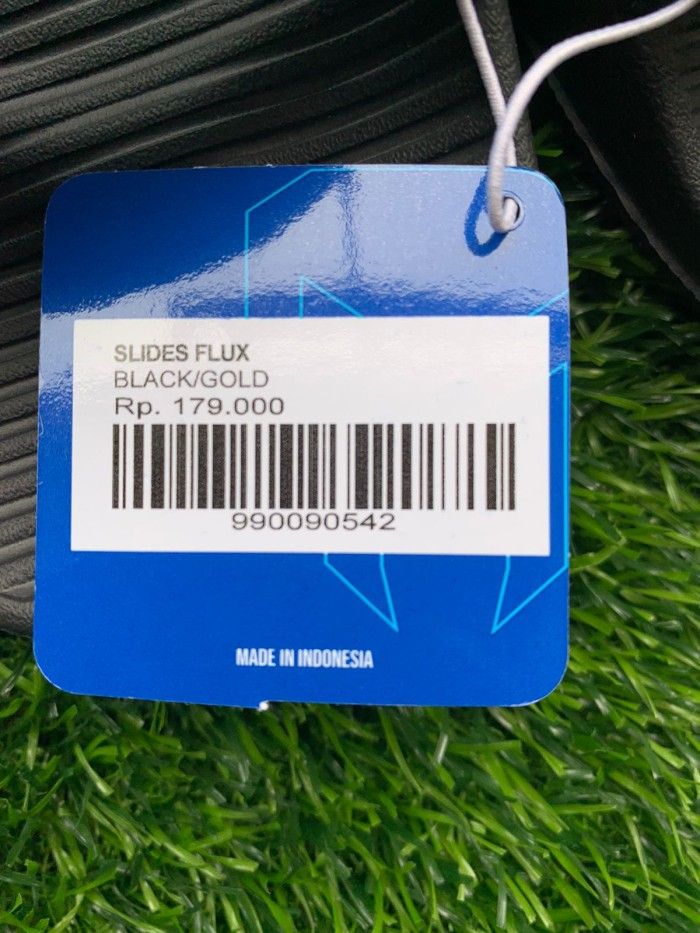 SLIDES FLUX
BLACK/GOLD
Rp. 179.000
990090542
MADE IN INDONESIA